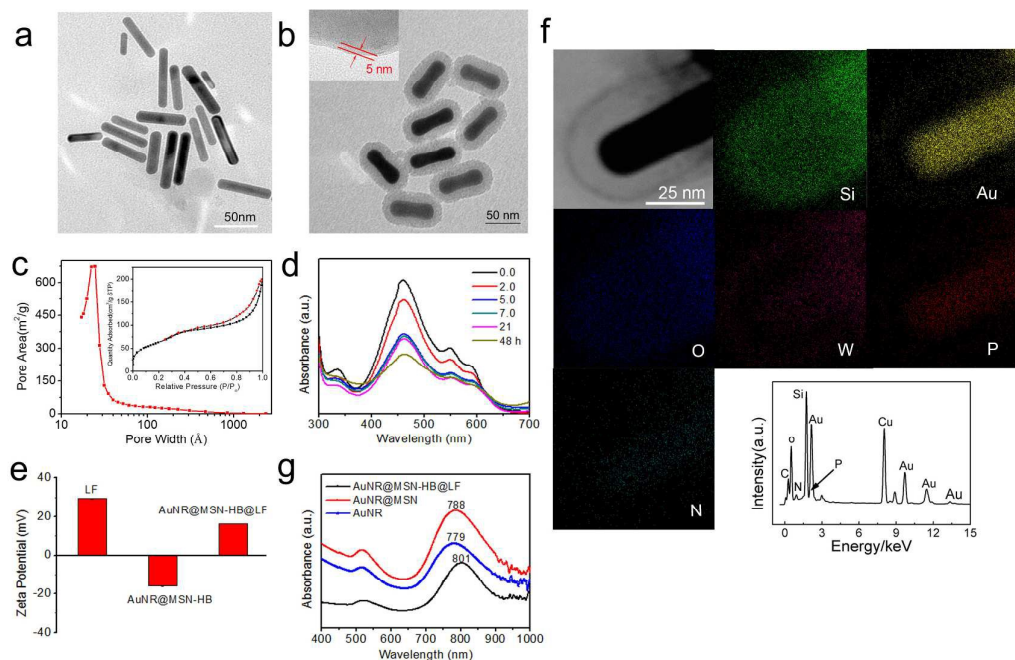 a
50nm
b
5 nm
50 nm
f
25 nm
Si
Au
O
W
P
N
c
Pore Area(m²/g)
600
450
300
150
0
10
100
1000
Pore Width (Å)
Quantity Adsorbed(cm³/g STP)
200
150
100
50
0
0.0 0.2 0.4 0.6 0.8 1.0
Relative Pressure (P/P₀)
d
Absorbance (a.u.)
0.0
2.0
5.0
7.0
21
48 h
300 400 500 600 700
Wavelength (nm)
e
Zeta Potential (mV)
40
20
0
-20
-40
LF
AuNR@MSN-HB@LF
AuNR@MSN-HB
g
Absorbance (a.u.)
AuNR@MSN-HB@LF
AuNR@MSN
AuNR
788
779
801
400 500 600 700 800 900 1000
Wavelength (nm)
Intensity(a.u.)
Si
Au
C
N
P
Cu
Au
Au
Au
0 3 6 9 12 15
Energy/keV